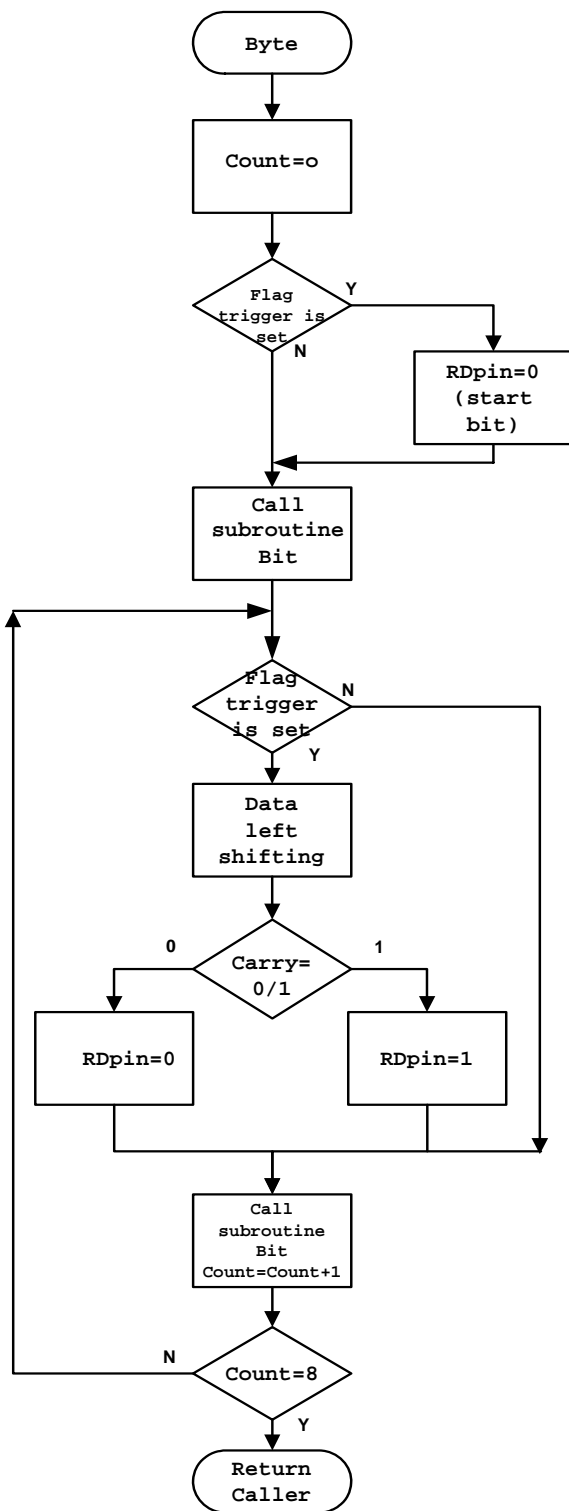 Byte
Count=o
Flag
trigger is
set
Y
N
RDpin=0
(start
bit)
Call
subroutine
Bit
Flag
trigger
is set
N
Y
Data
left
shifting
0
Carry=
0/1
1
RDpin=0
RDpin=1
Call
subroutine
Bit
Count=Count+1
N
Count=8
Y
Return
Caller